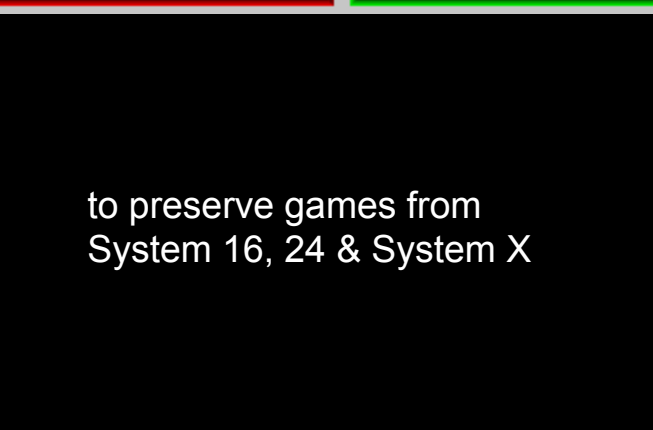 to preserve games from
System 16, 24 & System X